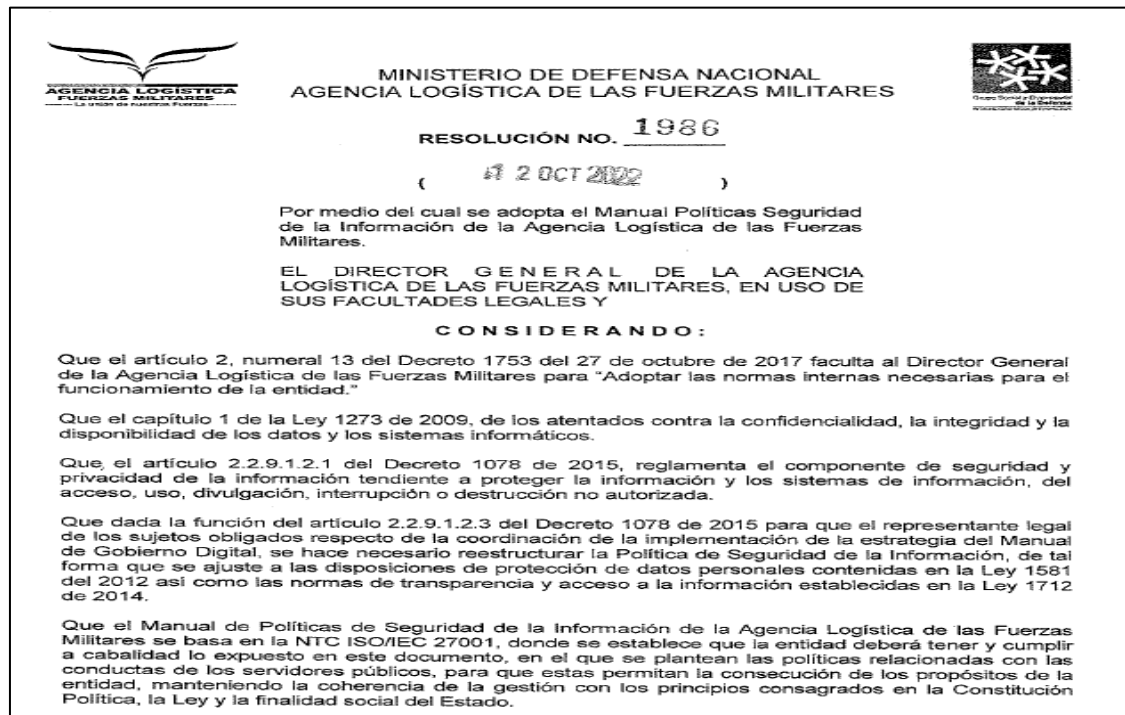 AGENCIA LOGÍSTICA
FUERZAS MILITARES
La unión de nuestras Fuerzas
MINISTERIO DE DEFENSA NACIONAL
AGENCIA LOGÍSTICA DE LAS FUERZAS MILITARES
Grupo Social y Empresarial
de la Defensa
RESOLUCIÓN NO. 1986
( 12 OCT 2022 )
Por medio del cual se adopta el Manual Políticas Seguridad
de la Información de la Agencia Logística de las Fuerzas
Militares.
EL DIRECTOR GENERAL DE LA AGENCIA
LOGÍSTICA DE LAS FUERZAS MILITARES, EN USO DE
SUS FACULTADES LEGALES Y
CONSIDERANDO:
Que el artículo 2, numeral 13 del Decreto 1753 del 27 de octubre de 2017 faculta al Director General
de la Agencia Logística de las Fuerzas Militares para "Adoptar las normas internas necesarias para el
funcionamiento de la entidad."
Que el capítulo 1 de la Ley 1273 de 2009, de los atentados contra la confidencialidad, la integridad y la
disponibilidad de los datos y los sistemas informáticos.
Que, el artículo 2.2.9.1.2.1 del Decreto 1078 de 2015, reglamenta el componente de seguridad y
privacidad de la información tendiente a proteger la información y los sistemas de información, del
acceso, uso, divulgación, interrupción o destrucción no autorizada.
Que dada la función del artículo 2.2.9.1.2.3 del Decreto 1078 de 2015 para que el representante legal
de los sujetos obligados respecto de la coordinación de la implementación de la estrategia del Manual
de Gobierno Digital, se hace necesario reestructurar la Política de Seguridad de la Información, de tal
forma que se ajuste a las disposiciones de protección de datos personales contenidas en la Ley 1581
del 2012 así como las normas de transparencia y acceso a la información establecidas en la Ley 1712
de 2014.
Que el Manual de Políticas de Seguridad de la Información de la Agencia Logística de las Fuerzas
Militares se basa en la NTC ISO/IEC 27001, donde se establece que la entidad deberá tener y cumplir
a cabalidad lo expuesto en este documento, en el que se plantean las políticas relacionadas con las
conductas de los servidores públicos, para que estas permitan la consecución de los propósitos de la
entidad, manteniendo la coherencia de la gestión con los principios consagrados en la Constitución
Política, la Ley y la finalidad social del Estado.